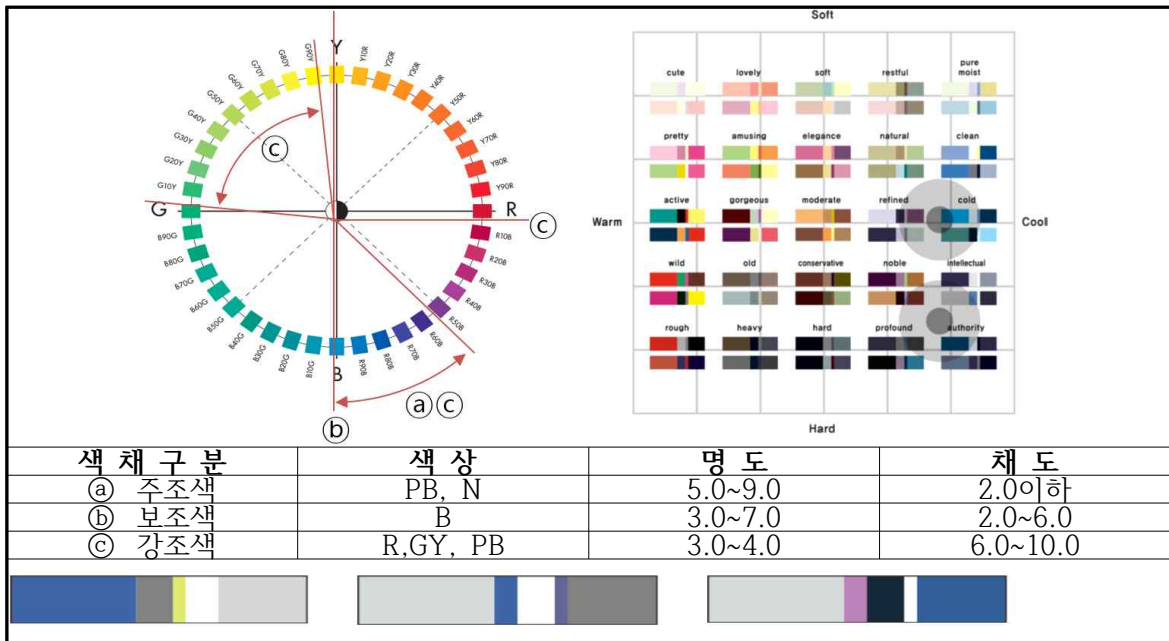 Y
Y10R
Y20R
Y30R
Y40R
Y50R
Y60R
Y70R
Y80R
Y90R
R
R10B
R20B
R30B
R40B
R50B
R60B
R70B
R80B
R90B
B
B10G
B20G
B30G
B40G
B50G
B60G
B70G
B80G
B90G
G
G10Y
G20Y
G30Y
G40Y
G50Y
G60Y
G70Y
G80Y
G90Y
ⓒ
ⓒ
ⓐ ⓒ
ⓑ
Soft
cute lovely soft restful pure moist
pretty amusing elegance natural clean
active gorgeous moderate refined cold
Warm Cool
wild old conservative noble intellectual
rough heavy hard profound authority
Hard
색 채 구 분 색 상 명 도 채 도
ⓐ 주조색 PB, N 5.0~9.0 2.0이하
ⓑ 보조색 B 3.0~7.0 2.0~6.0
ⓒ 강조색 R,GY, PB 3.0~4.0 6.0~10.0